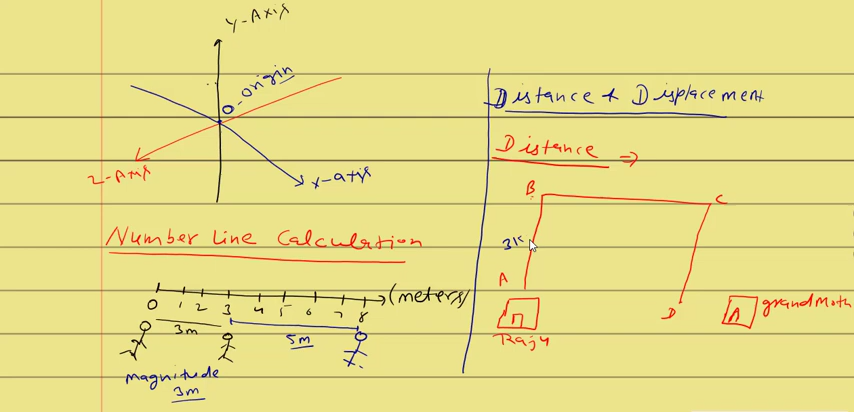 Y-Axis
O-origin
Z-Axis
X-axis
Number Line Calculation
0 1 2 3 4 5 6 7 8 (meters)
3m
5m
magnitude
3m
Distance & Displacement
Distance ⇒
B
C
3k
A
D
grandMoth
Raju